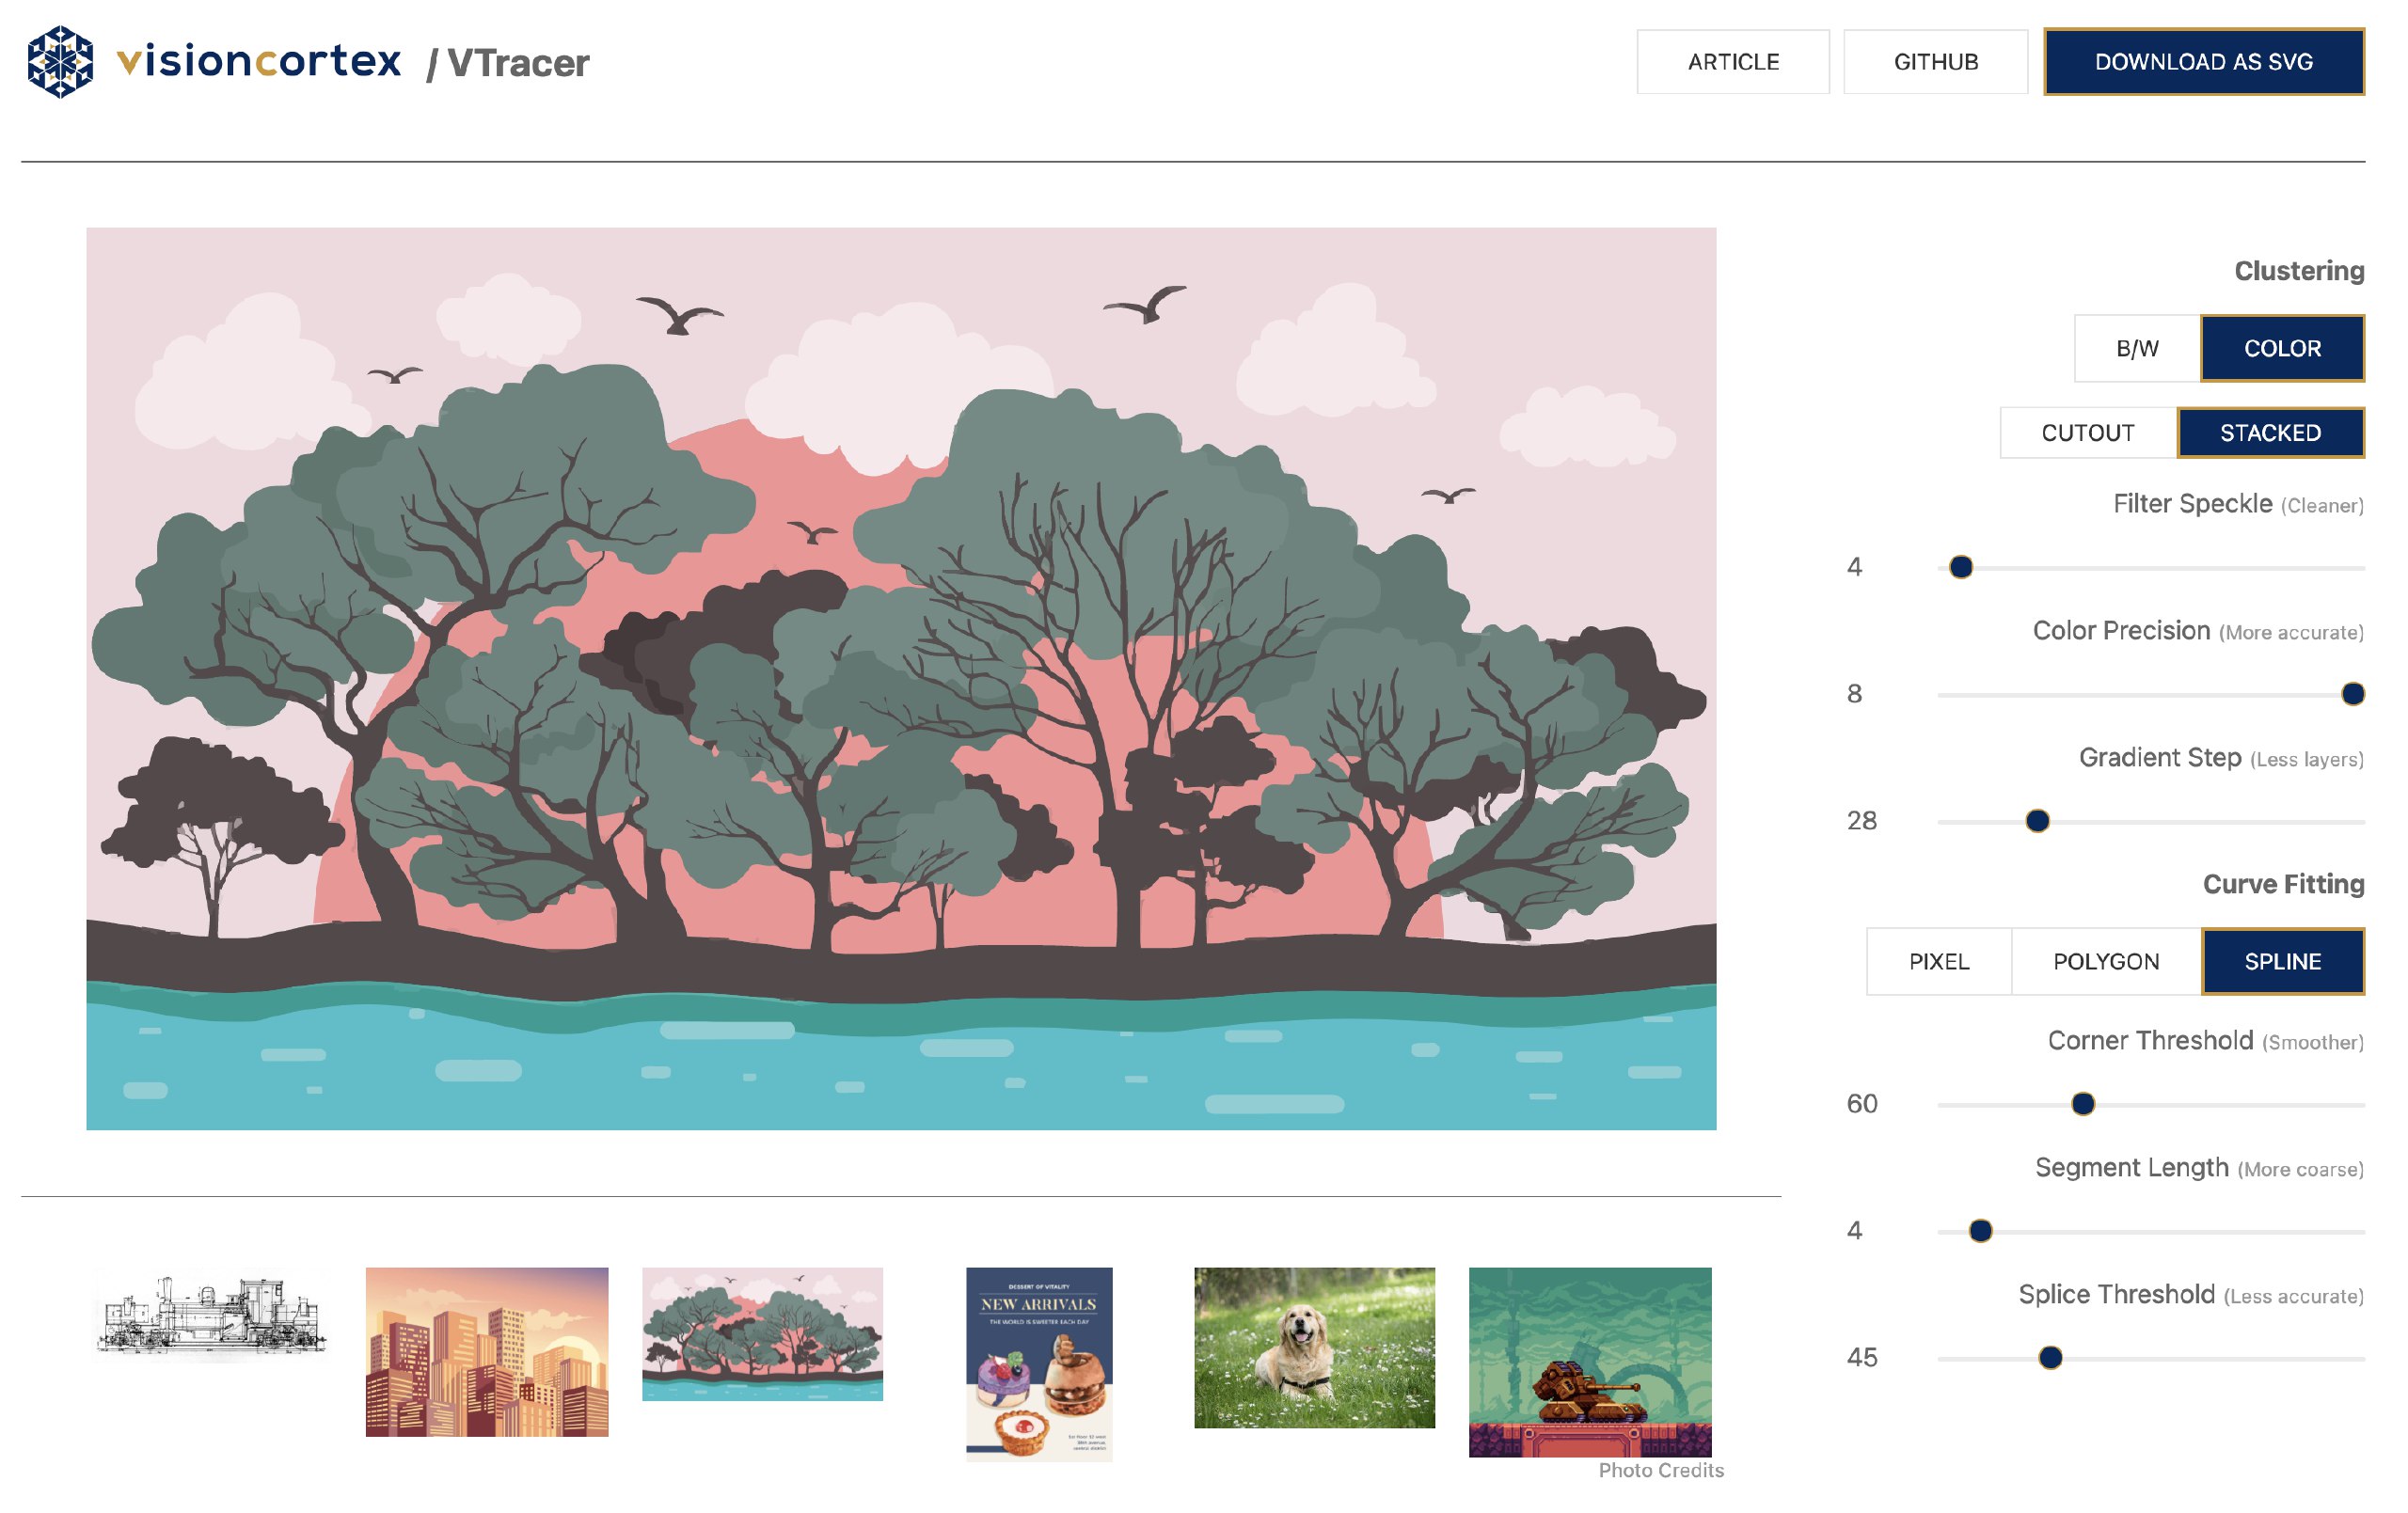 visioncortex / VTracer
ARTICLE
GITHUB
DOWNLOAD AS SVG
Clustering
B/W
COLOR
CUTOUT
STACKED
Filter Speckle (Cleaner)
4
Color Precision (More accurate)
8
Gradient Step (Less layers)
28
Curve Fitting
PIXEL
POLYGON
SPLINE
Corner Threshold (Smoother)
60
Segment Length (More coarse)
4
Splice Threshold (Less accurate)
45
DESSERT OF VITALITY
NEW ARRIVALS
THE WORLD IS SWEETER EACH DAY
Photo Credits